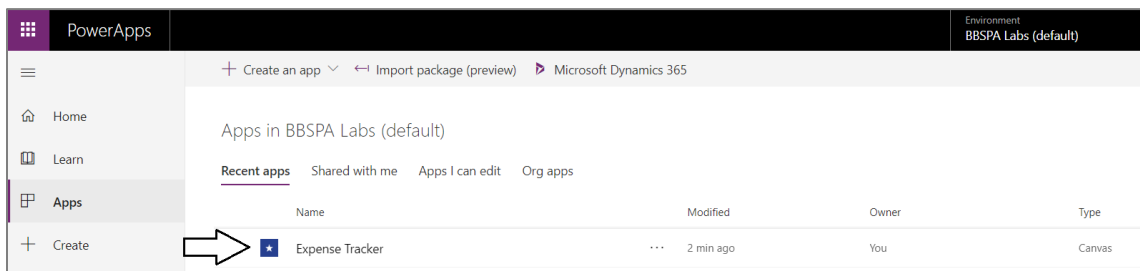 PowerApps
Environment
BBSPA Labs (default)
Create an app
Import package (preview)
Microsoft Dynamics 365
Home
Learn
Apps
Create
Apps in BBSPA Labs (default)
Recent apps Shared with me Apps I can edit Org apps
Name Modified Owner Type
Expense Tracker ... 2 min ago You Canvas